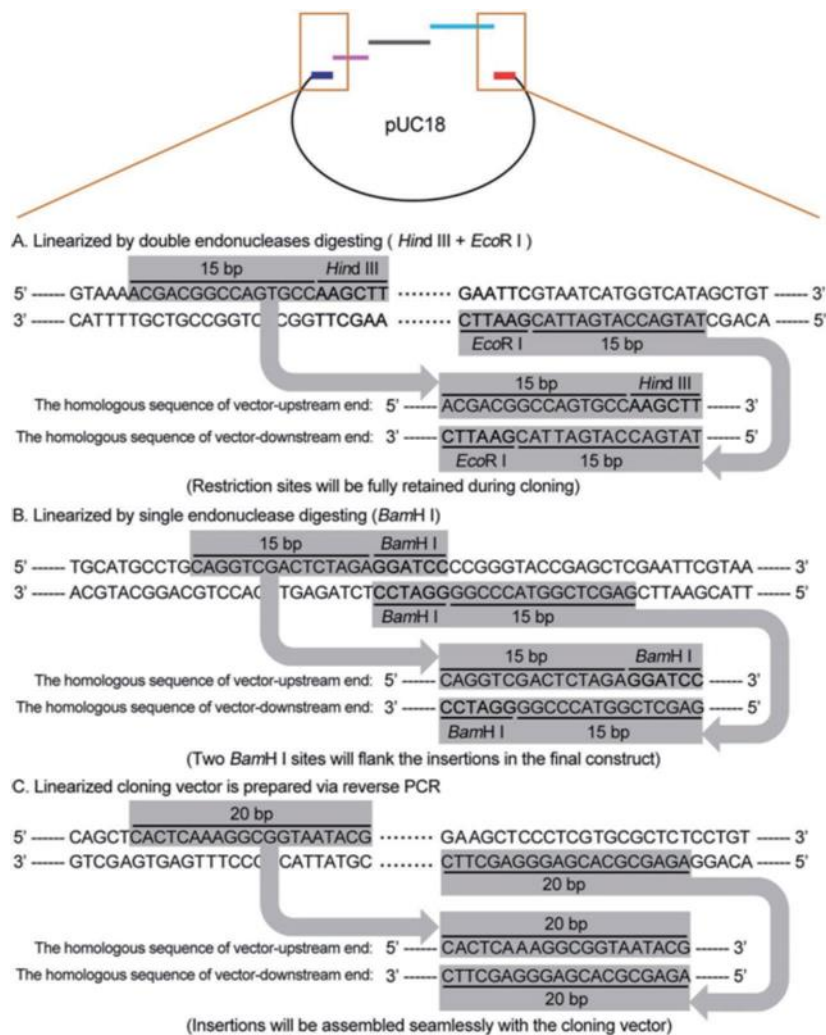 pUC18
A. Linearized by double endonucleases digesting ( Hind III + EcoR I )
15 bp Hind III
5' ------ GTAAAACGACGGCCAGTGCCAAGCTT ········ GAATTCGTAATCATGGTCATAGCTGT ------ 3'
3' ------ CATTTTGCTGCCGGTC CGGTTCGAA ········ CTTAAGCATTAGTACCAGTATCGACA ------ 5'
EcoR I 15 bp
15 bp Hind III
The homologous sequence of vector-upstream end: 5' ------ ACGACGGCCAGTGCCAAGCTT ------ 3'
The homologous sequence of vector-downstream end: 3' ------ CTTAAGCATTAGTACCAGTAT ------ 5'
EcoR I 15 bp
(Restriction sites will be fully retained during cloning)
B. Linearized by single endonuclease digesting (BamH I)
15 bp BamH I
5' ------ TGCATGCCTGCAGGTCGACTCTAGAGGATCCCCGGGTACCGAGCTCGAATTCGTAA ------ 3'
3' ------ ACGTACGGACGTCCAG TGAGATCTCCTAGGGGCCCATGGCTCGAGCTTAAGCATT ------ 5'
BamH I 15 bp
15 bp BamH I
The homologous sequence of vector-upstream end: 5' ------ CAGGTCGACTCTAGAGGATCC ------ 3'
The homologous sequence of vector-downstream end: 3' ------ CCTAGGGGCCCATGGCTCGAG ------ 5'
BamH I 15 bp
(Two BamH I sites will flank the insertions in the final construct)
C. Linearized cloning vector is prepared via reverse PCR
20 bp
5' ------ CAGCTCACTCAAAGGCGGTAATACG ········ GAAGCTCCCTCGTGCGCTCTCCTGT ------ 3'
3' ------ GTCGAGTGAGTTTCCG CATTATGC ········ CTTCGAGGGAGCACGCGAGAGGACA ------ 5'
20 bp
20 bp
The homologous sequence of vector-upstream end: 5' ------ CACTCAAAGGCGGTAATACG ------ 3'
The homologous sequence of vector-downstream end: 3' ------ CTTCGAGGGAGCACGCGAGA ------ 5'
20 bp
(Insertions will be assembled seamlessly with the cloning vector)